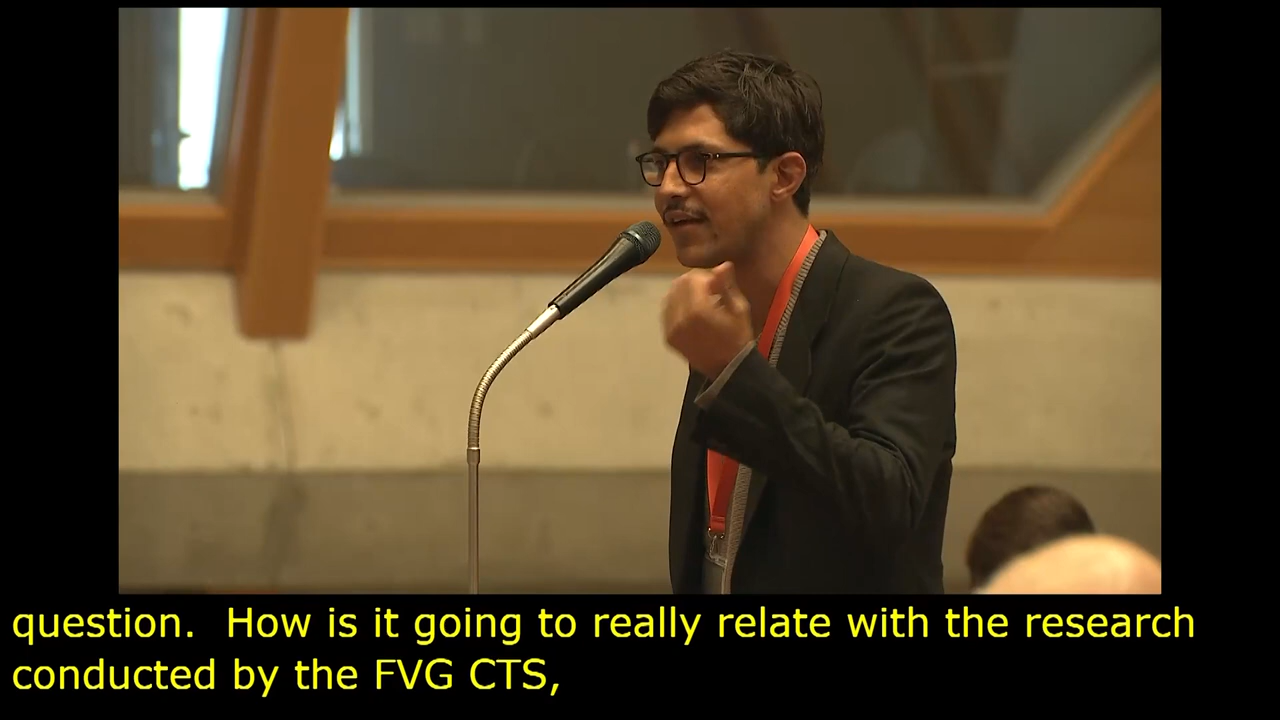 question.  How is it going to really relate with the research
conducted by the FVG CTS,